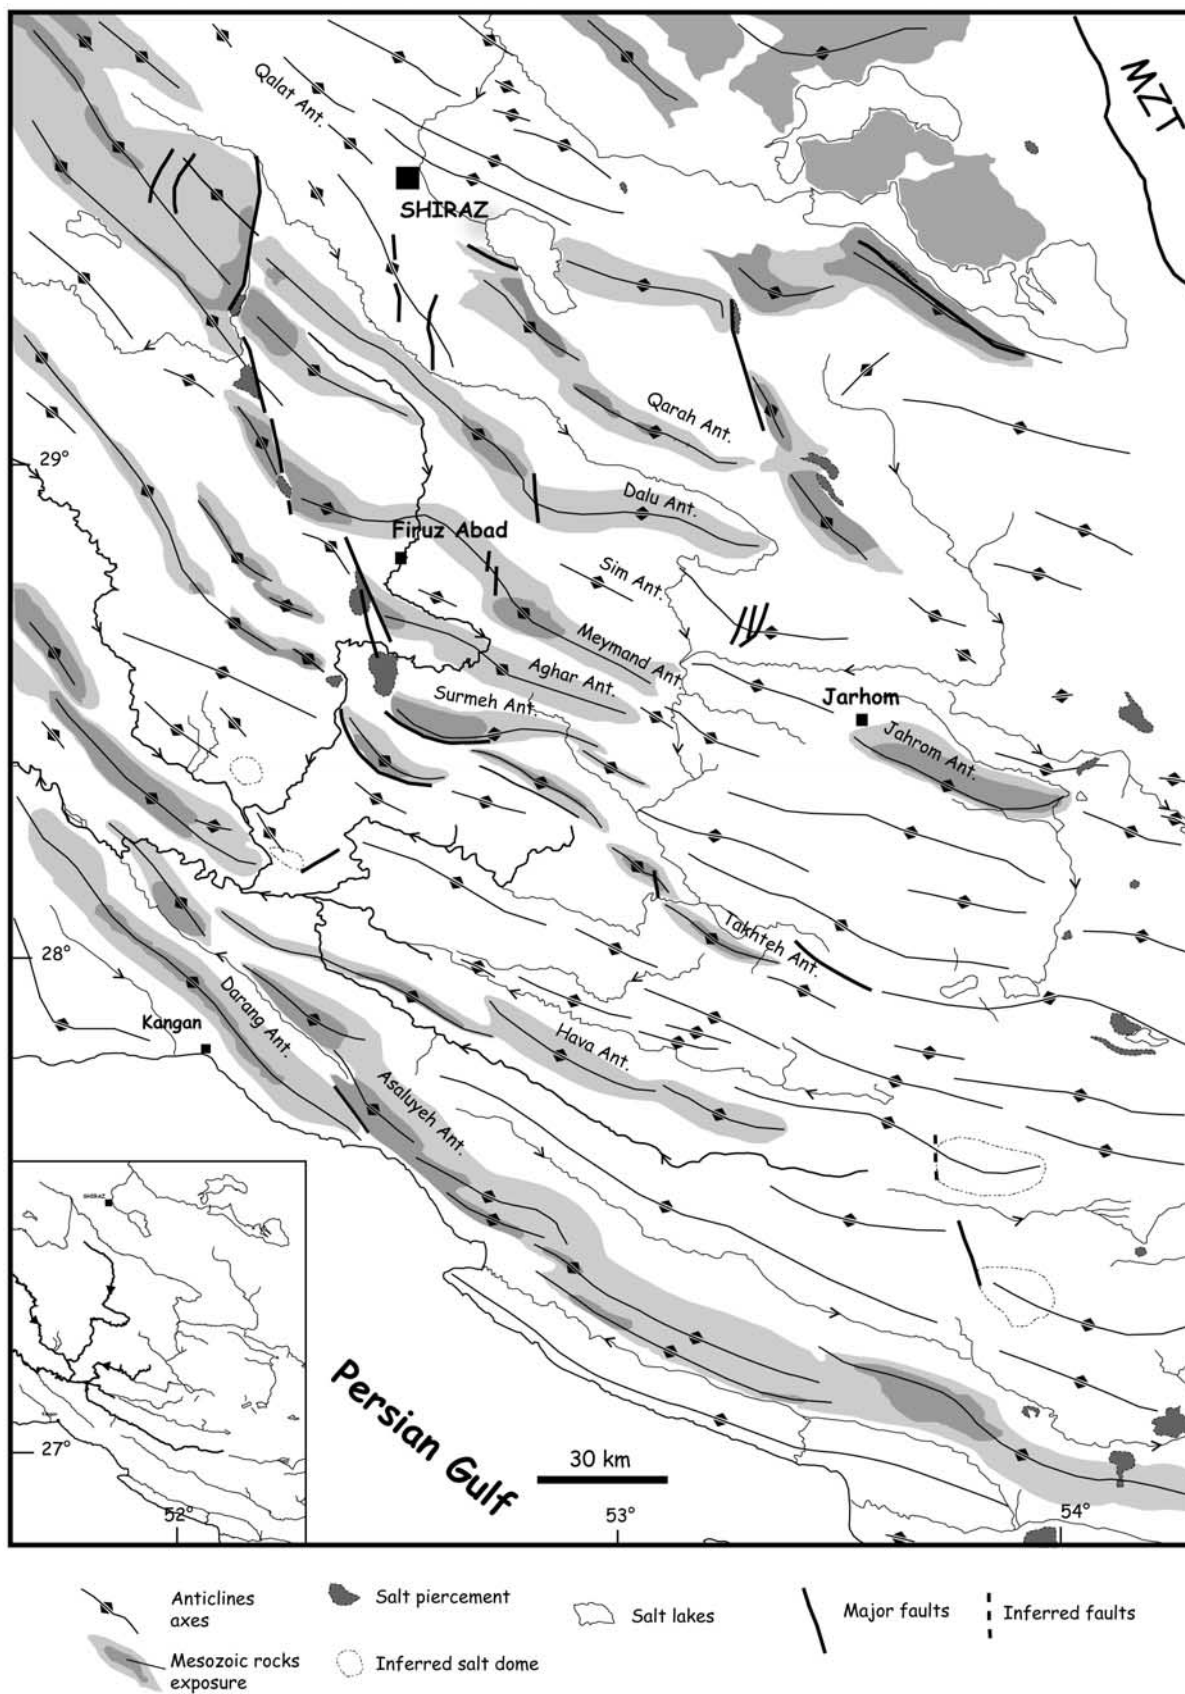 MZT
Qalat Ant.
SHIRAZ
Qarah Ant.
29°
Dalu Ant.
Firuz Abad
Sim Ant.
Meymand Ant
Aghar Ant.
Surmeh Ant.
Jarhom
Jahrom Ant.
Takhteh Ant.
28°
Darang Ant.
Kangan
Hava Ant.
Asaluyeh Ant.
SHIRAZ
Persian Gulf
27°
30 km
52°
53°
54°
Anticlines
axes
Salt piercement
Salt lakes
Major faults
Inferred faults
Mesozoic rocks
exposure
Inferred salt dome